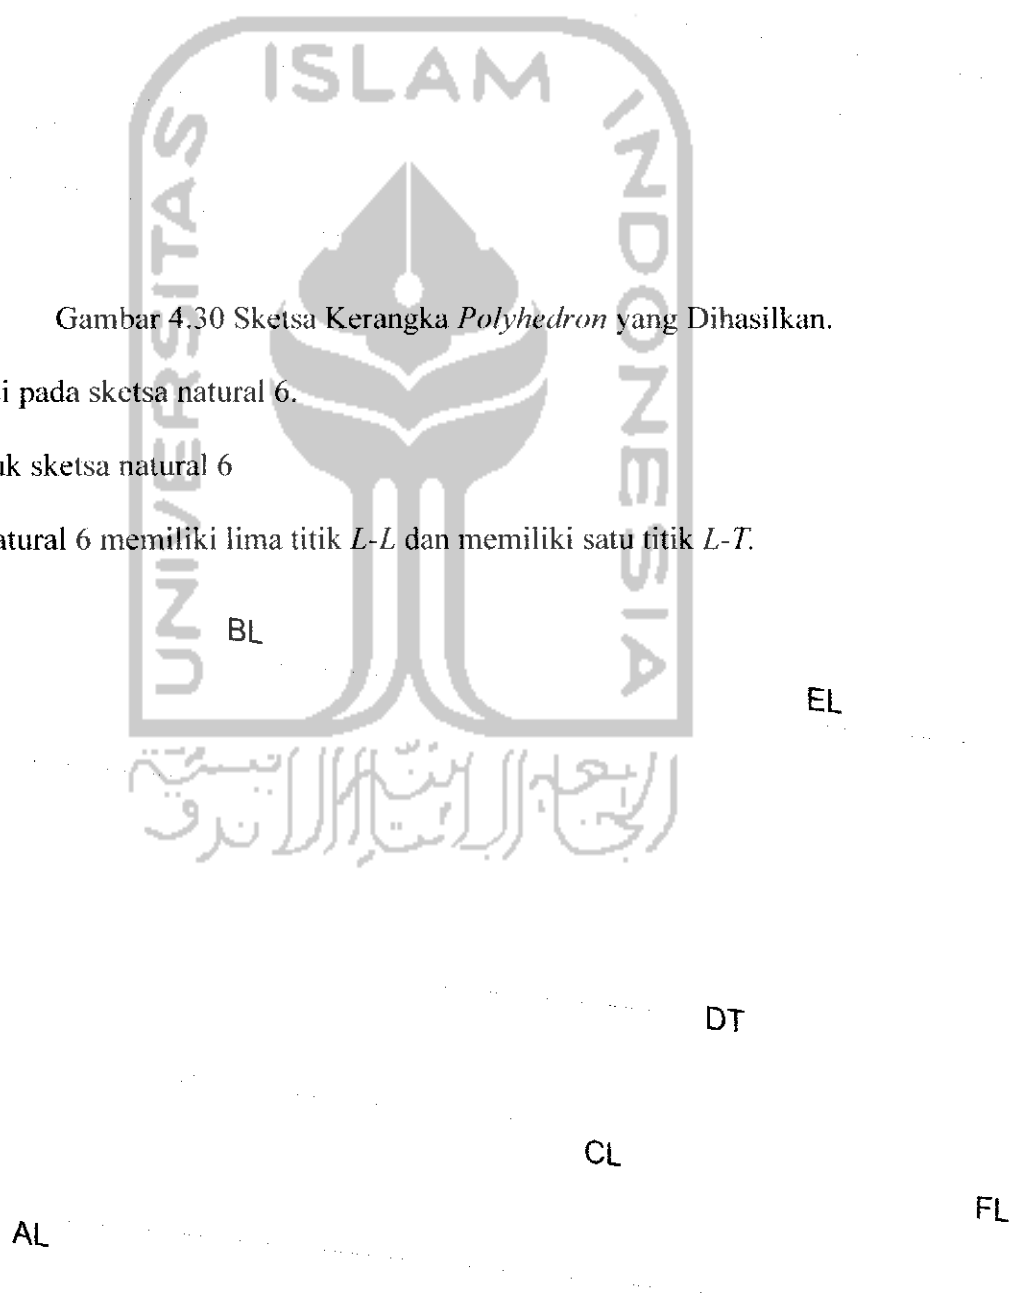 ISLAM
UNIVERSITAS
INDONESIA
Gambar 4.30 Sketsa Kerangka Polyhedron yang Dihasilkan.
i pada sketsa natural 6.
uk sketsa natural 6
atural 6 memiliki lima titik L-L dan memiliki satu titik L-T.
BL
EL
DT
CL
FL
AL